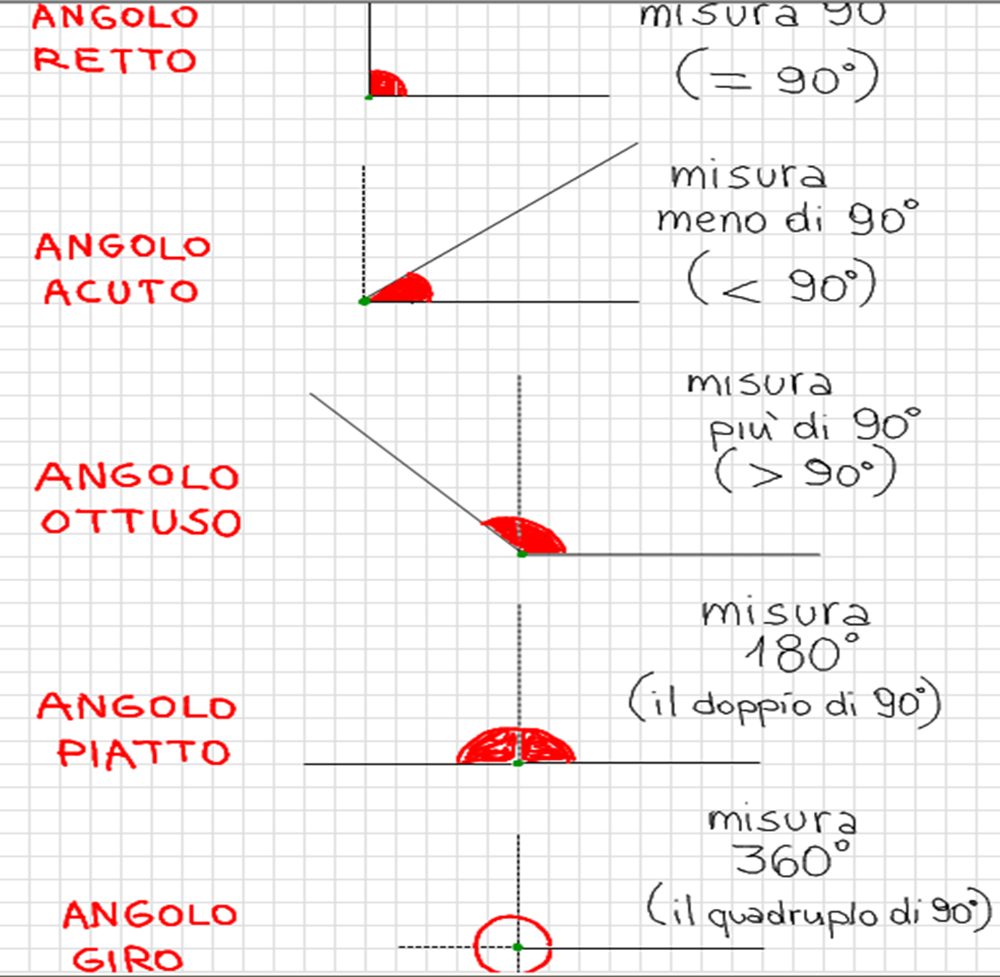 ANGOLO
RETTO
misura 90
(= 90°)
misura
meno di 90°
(< 90°)
ANGOLO
ACUTO
misura
più di 90°
(> 90°)
ANGOLO
OTTUSO
misura
180°
(il doppio di 90°)
ANGOLO
PIATTO
misura
360°
(il quadruplo di 90°)
ANGOLO
GIRO